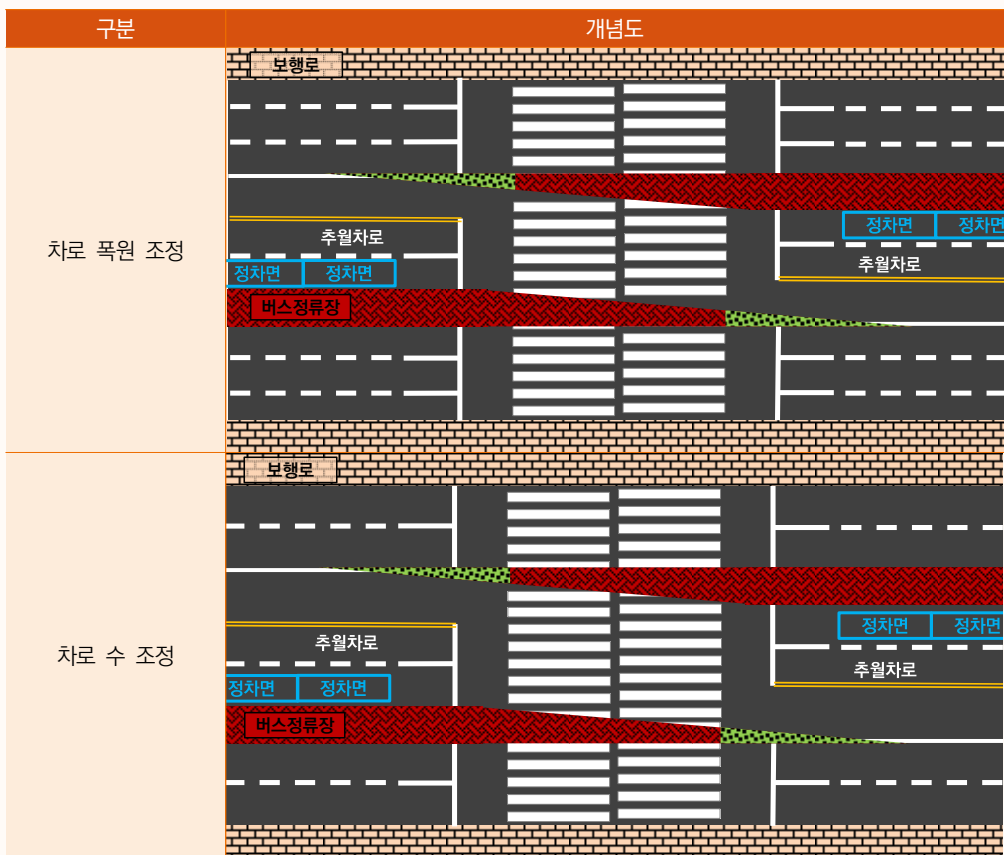 구분
개념도
차로 폭원 조정
보행로
정차면
정차면
추월차로
추월차로
정차면
정차면
버스정류장
차로 수 조정
보행로
정차면
정차면
추월차로
추월차로
정차면
정차면
버스정류장